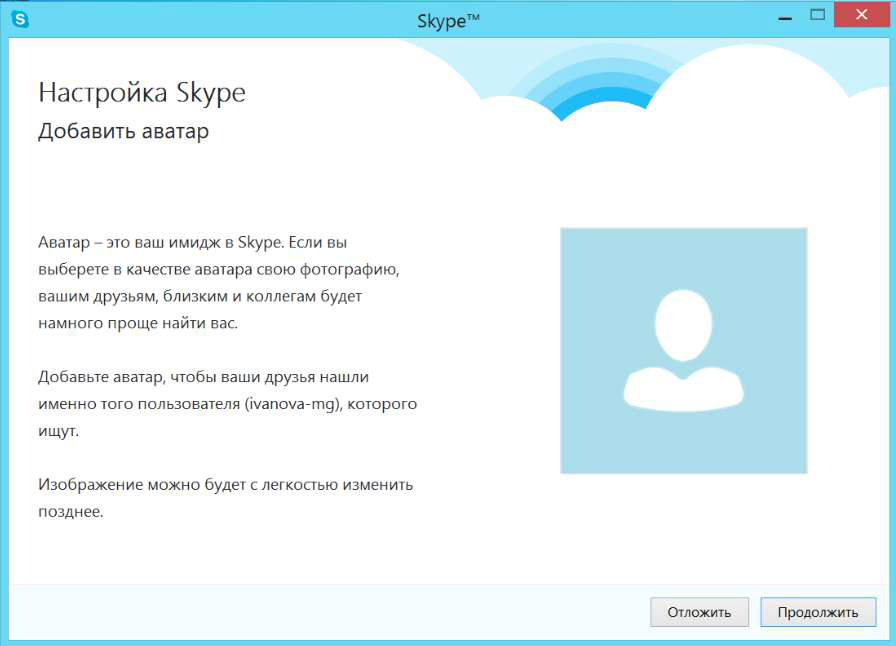 Skype™
Настройка Skype
Добавить аватар
Аватар – это ваш имидж в Skype. Если вы
выберете в качестве аватара свою фотографию,
вашим друзьям, близким и коллегам будет
намного проще найти вас.
Добавьте аватар, чтобы ваши друзья нашли
именно того пользователя (ivanova-mg), которого
ищут.
Изображение можно будет с легкостью изменить
позднее.
Отложить
Продолжить